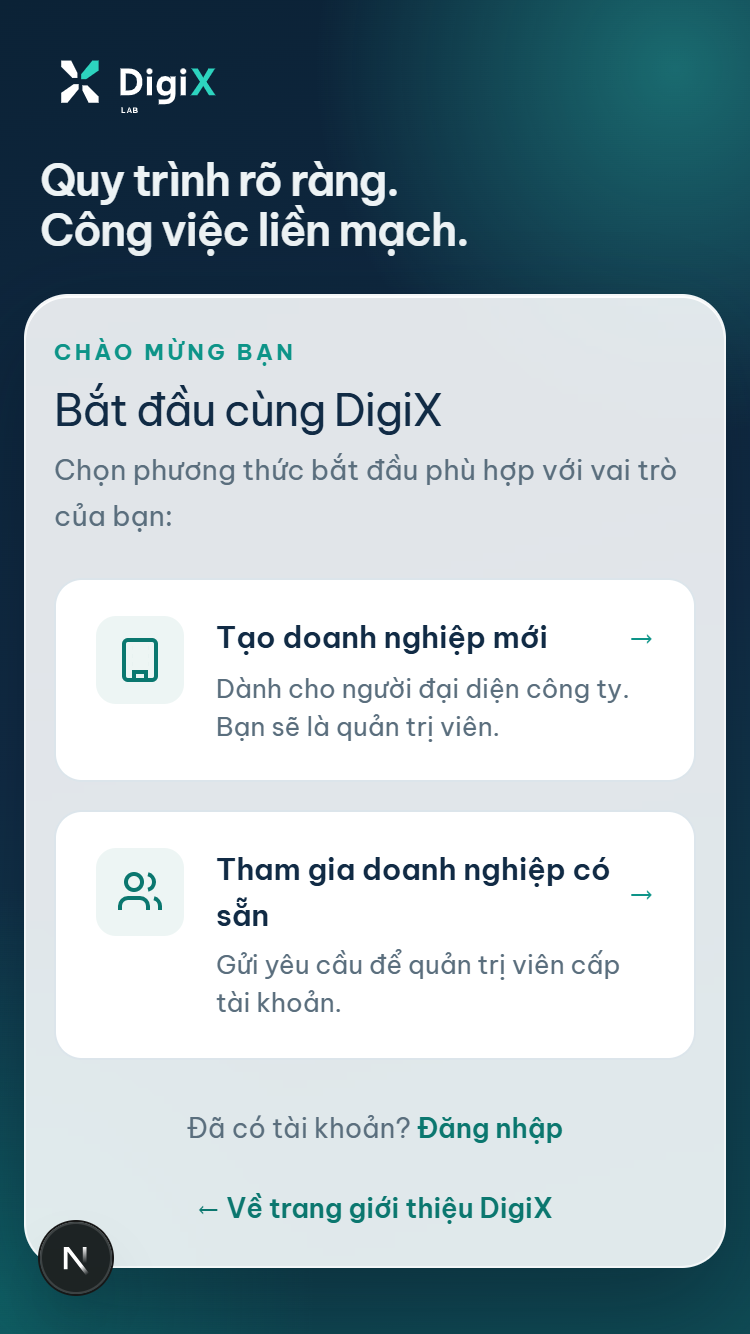 DigiX
LAB
Quy trình rõ ràng.
Công việc liền mạch.
CHÀO MỪNG BẠN
Bắt đầu cùng DigiX
Chọn phương thức bắt đầu phù hợp với vai trò
của bạn:
Tạo doanh nghiệp mới →
Dành cho người đại diện công ty.
Bạn sẽ là quản trị viên.
Tham gia doanh nghiệp có
sẵn →
Gửi yêu cầu để quản trị viên cấp
tài khoản.
Đã có tài khoản? Đăng nhập
← Về trang giới thiệu DigiX
N